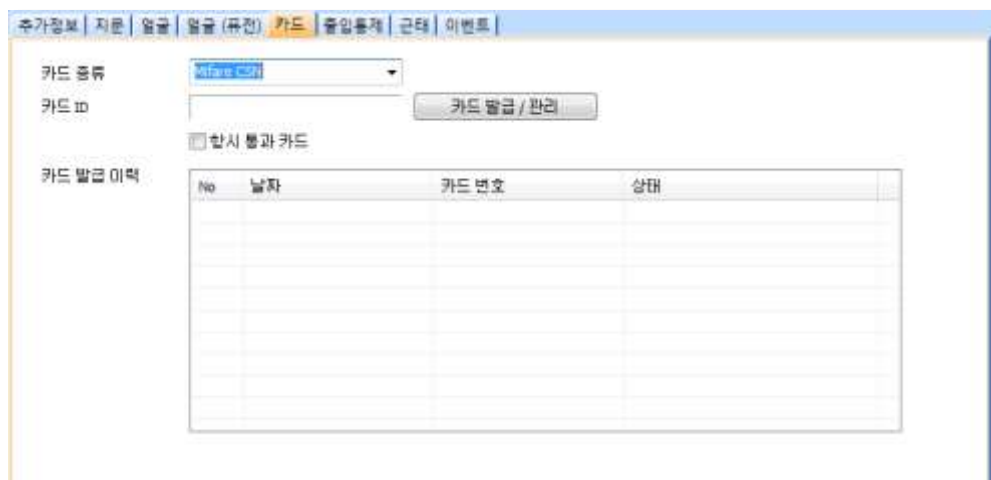 추가정보 | 지문 | 얼굴 | 얼굴 (퓨전) 카드 | 출입통제 | 근태 | 이벤트 |
카드 종류 Mifare CSN
카드 ID 카드 발급 / 관리
항시 통과 카드
카드 발급 이력
No 날짜 카드 번호 상태